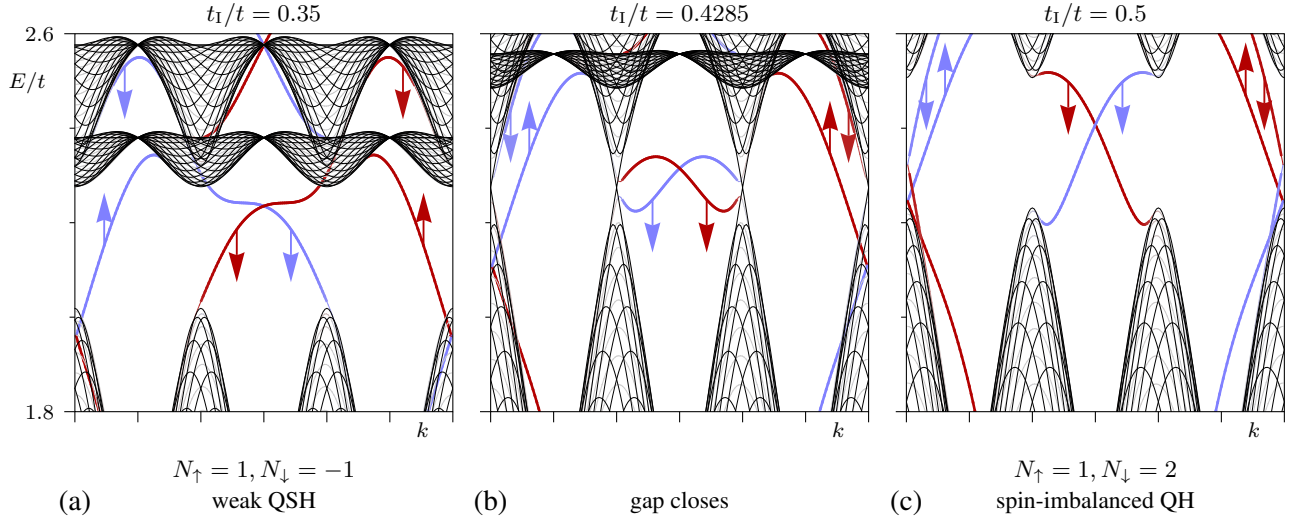 t_I/t = 0.35
t_I/t = 0.4285
t_I/t = 0.5
2.6
E/t
1.8
k
k
k
N_↑ = 1, N_↓ = −1
N_↑ = 1, N_↓ = 2
(a) weak QSH
(b) gap closes
(c) spin-imbalanced QH